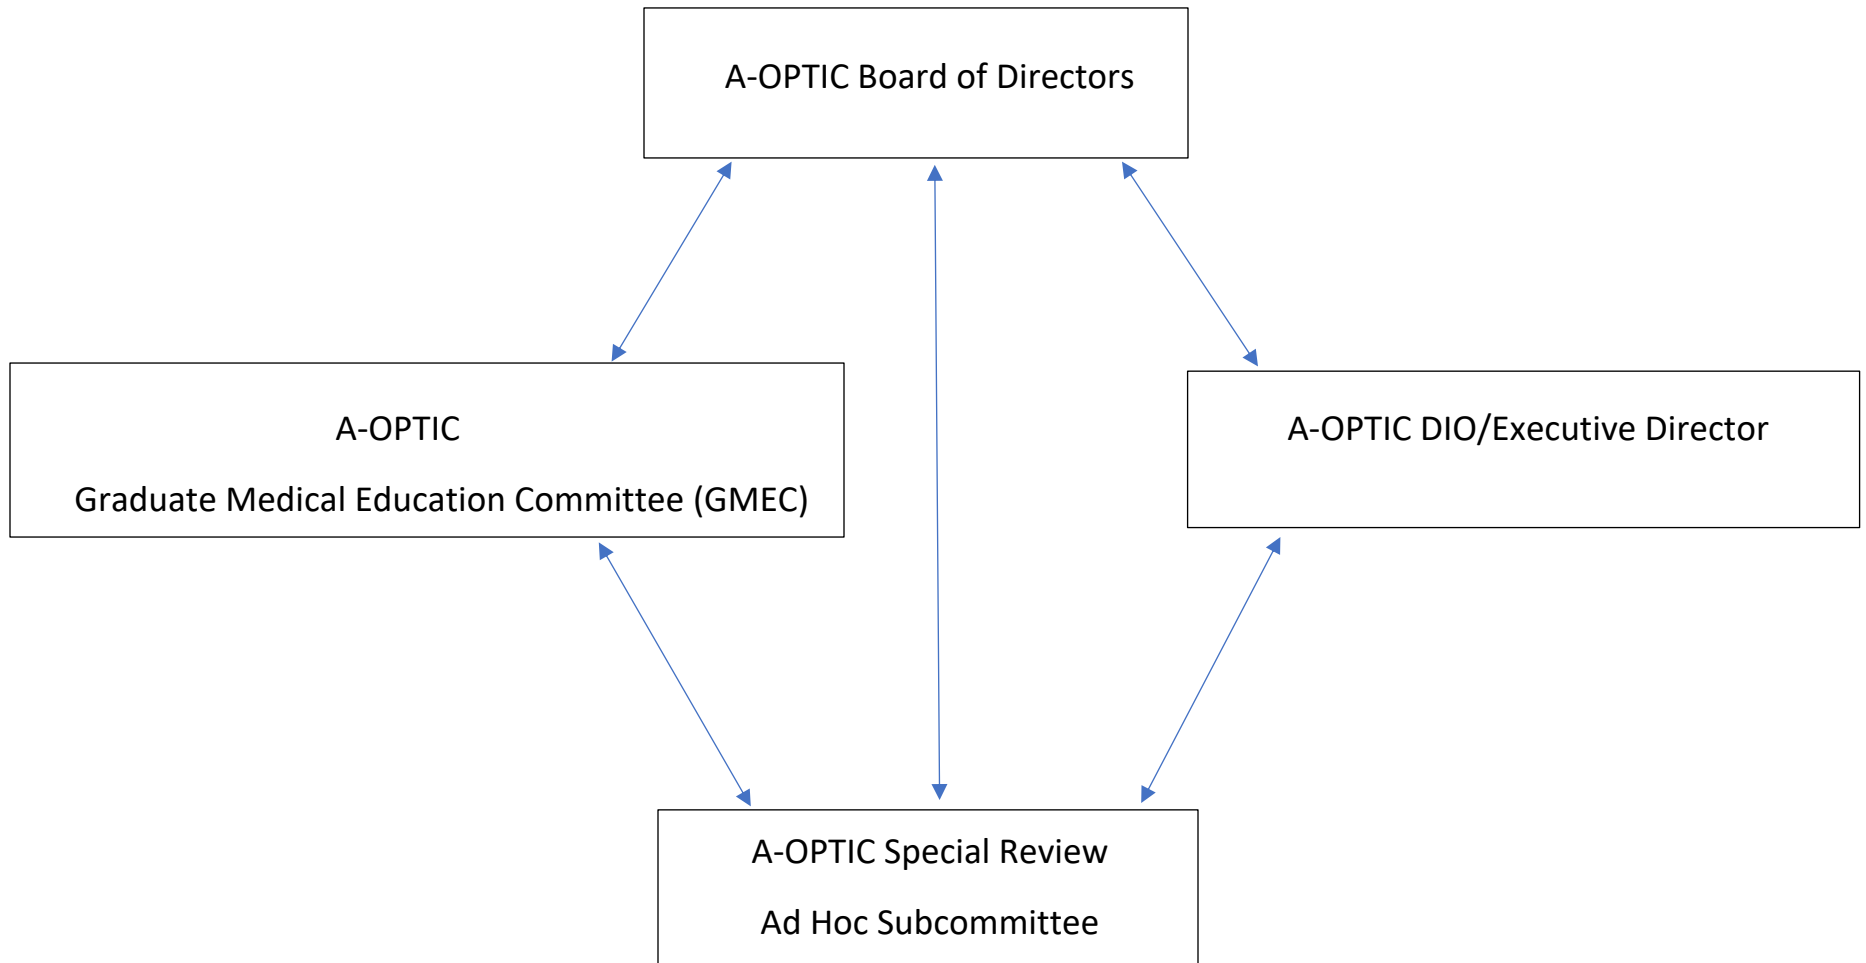 A-OPTIC Board of Directors
A-OPTIC
Graduate Medical Education Committee (GMEC)
A-OPTIC DIO/Executive Director
A-OPTIC Special Review
Ad Hoc Subcommittee